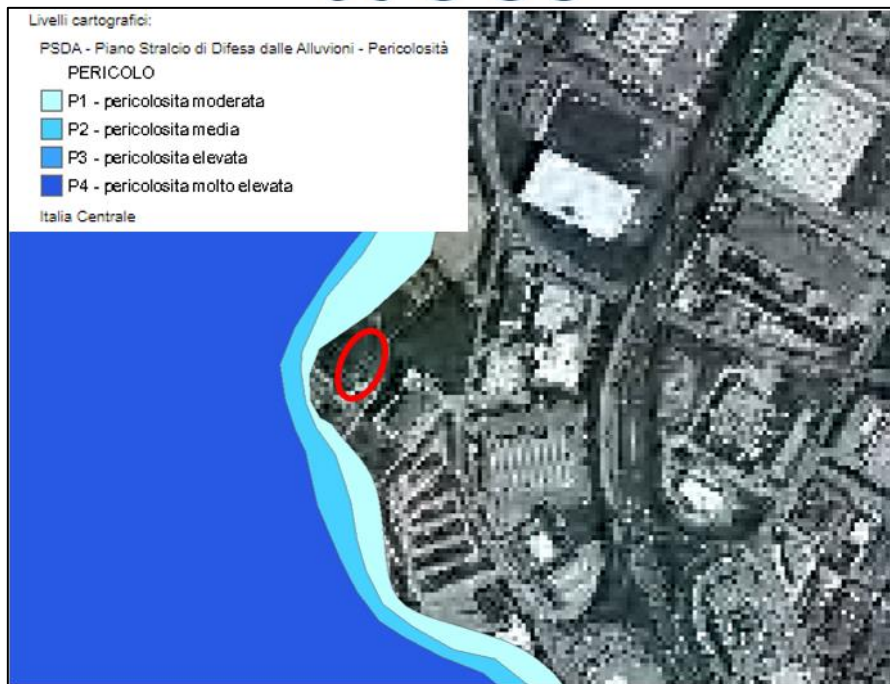 Livelli cartografici:
PSDA - Piano Stralcio di Difesa dalle Alluvioni - Pericolosità
PERICOLO
P1 - pericolosita moderata
P2 - pericolosita media
P3 - pericolosita elevata
P4 - pericolosita molto elevata
Italia Centrale